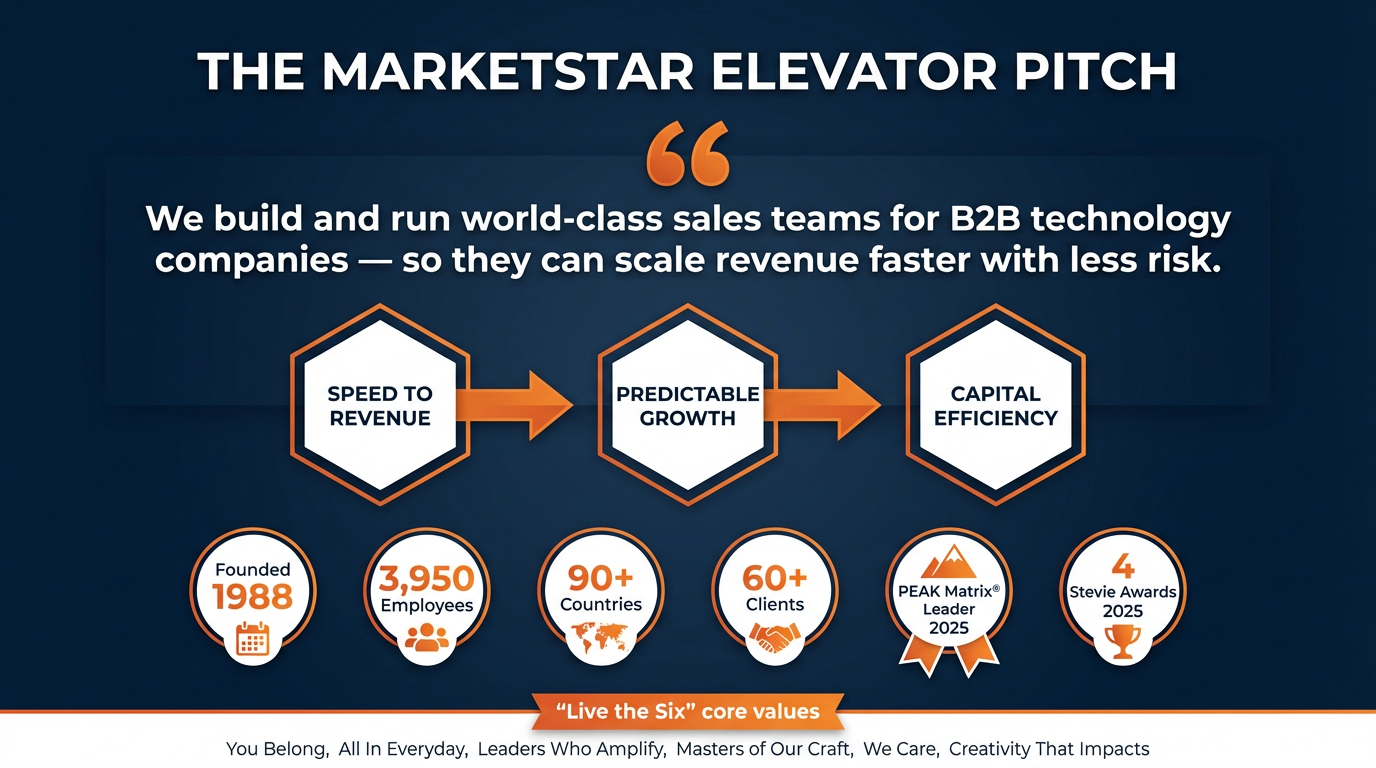 THE MARKETSTAR ELEVATOR PITCH
“
We build and run world-class sales teams for B2B technology
companies — so they can scale revenue faster with less risk.
SPEED TO
REVENUE
PREDICTABLE
GROWTH
CAPITAL
EFFICIENCY
Founded
1988
3,950
Employees
90+
Countries
60+
Clients
PEAK Matrix®
Leader
2025
4
Stevie Awards
2025
“Live the Six” core values
You Belong, All In Everyday, Leaders Who Amplify, Masters of Our Craft, We Care, Creativity That Impacts